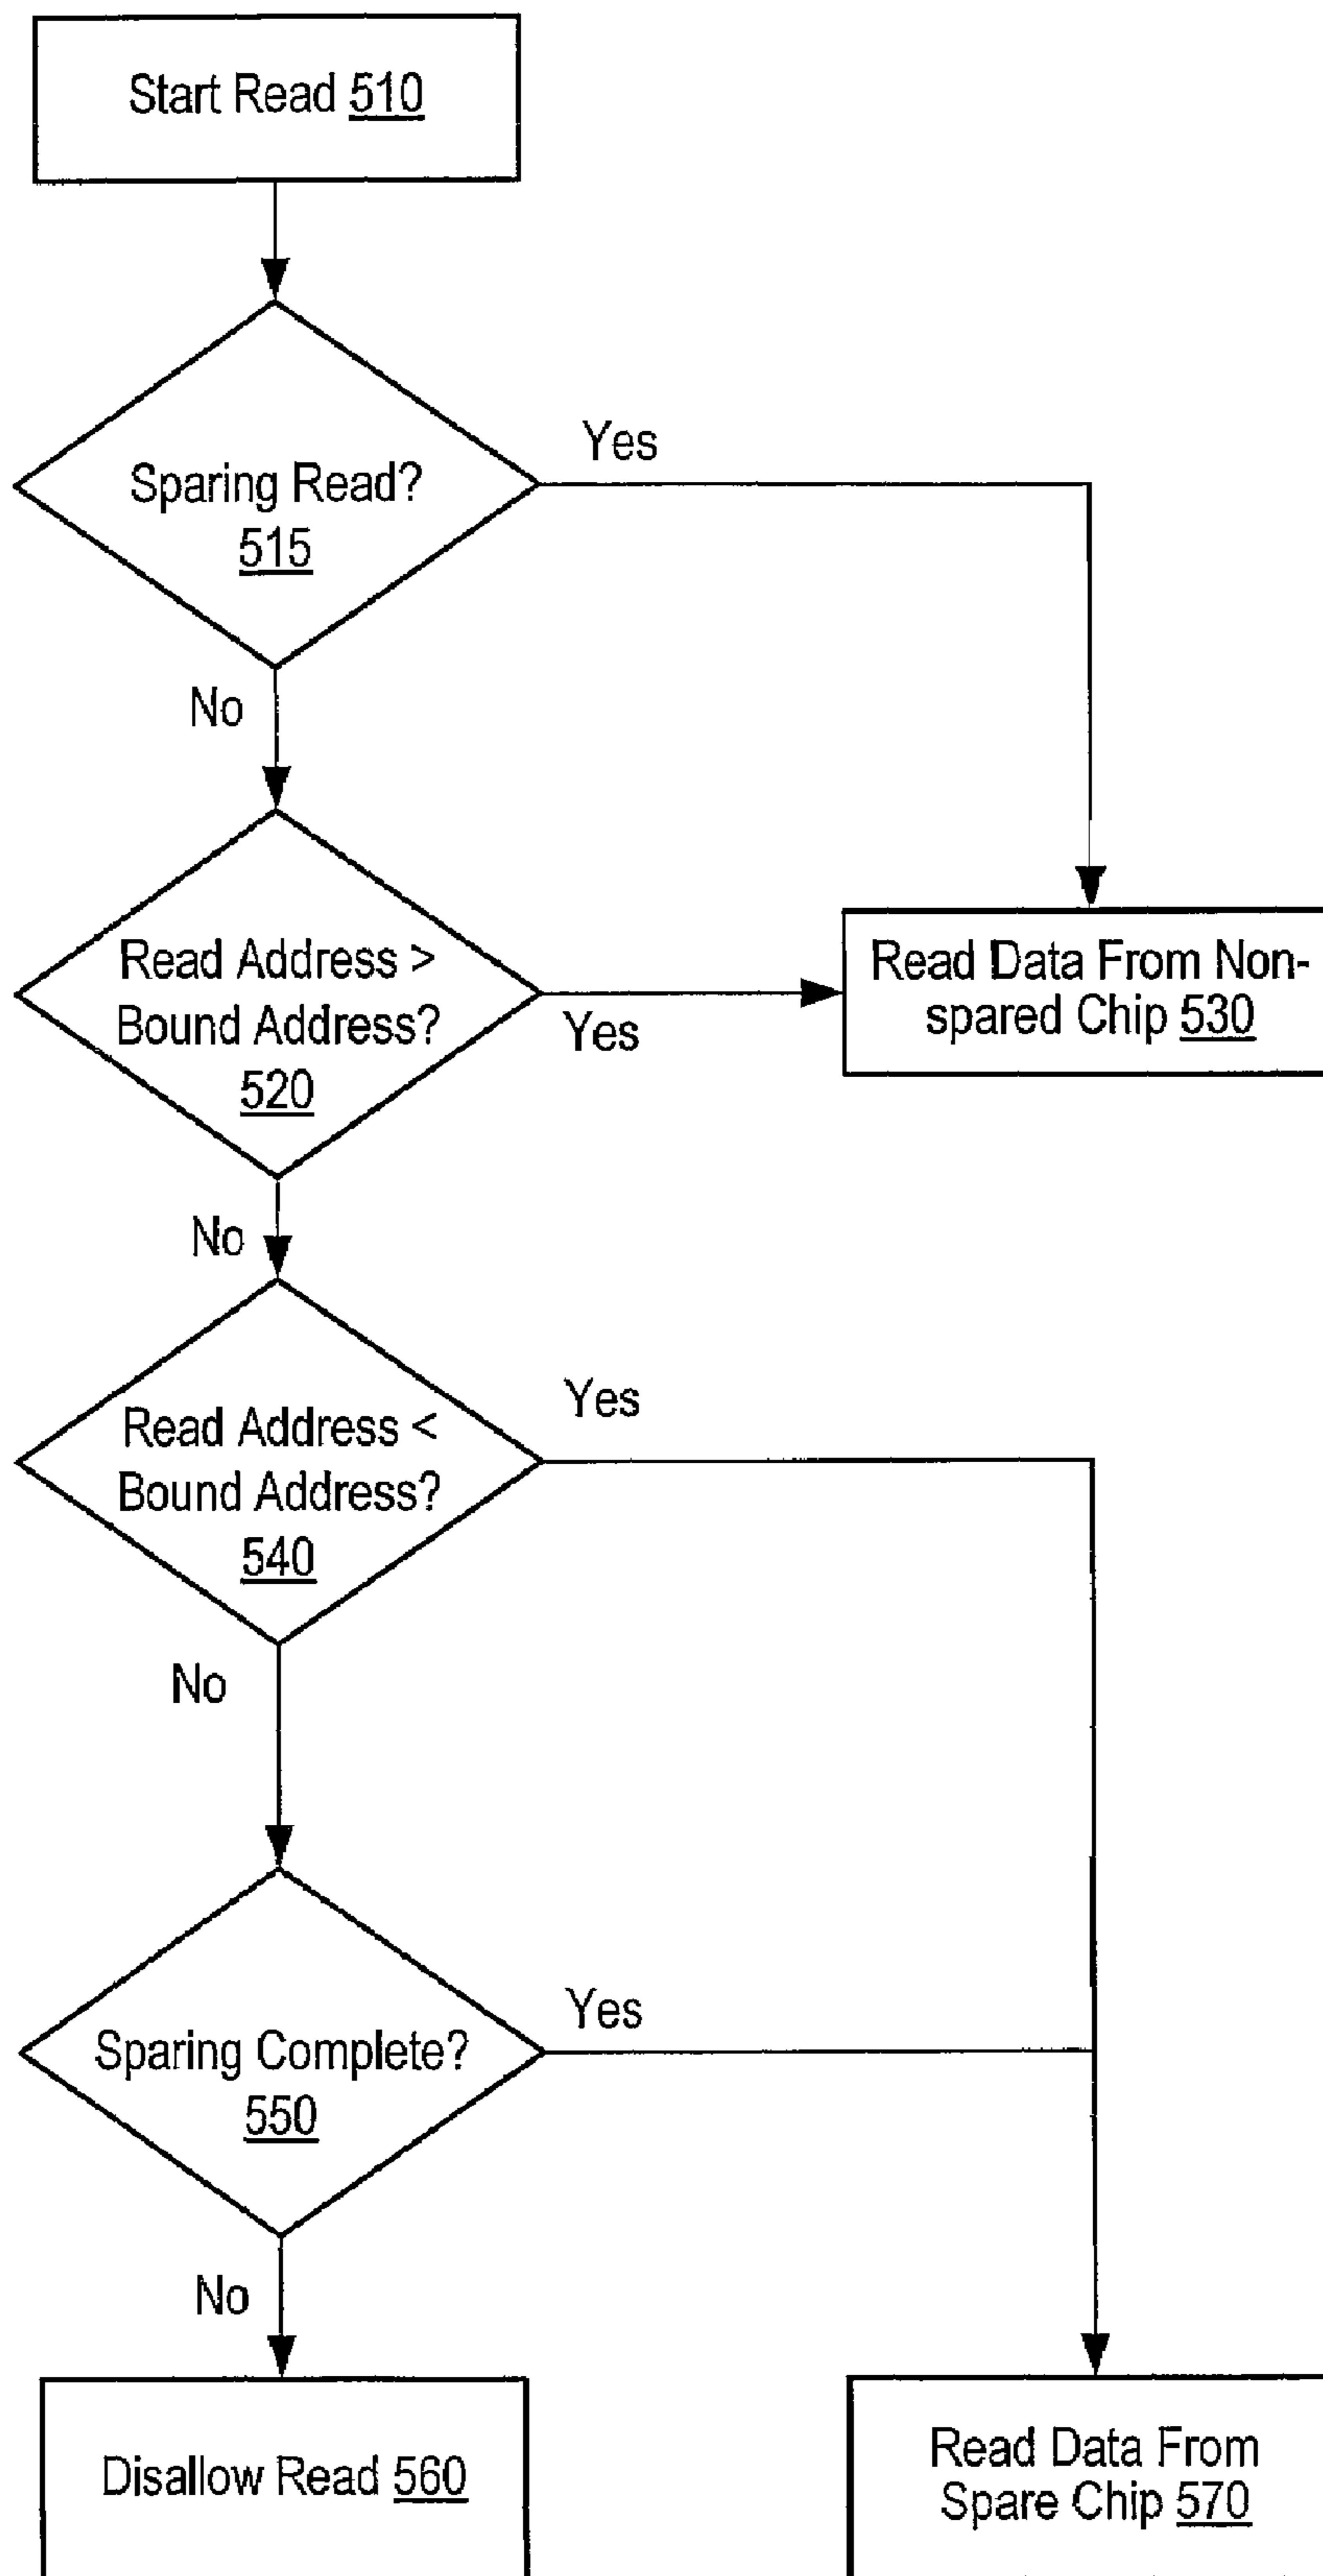 Start Read 510
Sparing Read?
515
Yes
No
Read Address >
Bound Address?
520
Yes
Read Data From Non-
spared Chip 530
No
Read Address <
Bound Address?
540
Yes
No
Sparing Complete?
550
Yes
No
Disallow Read 560
Read Data From
Spare Chip 570